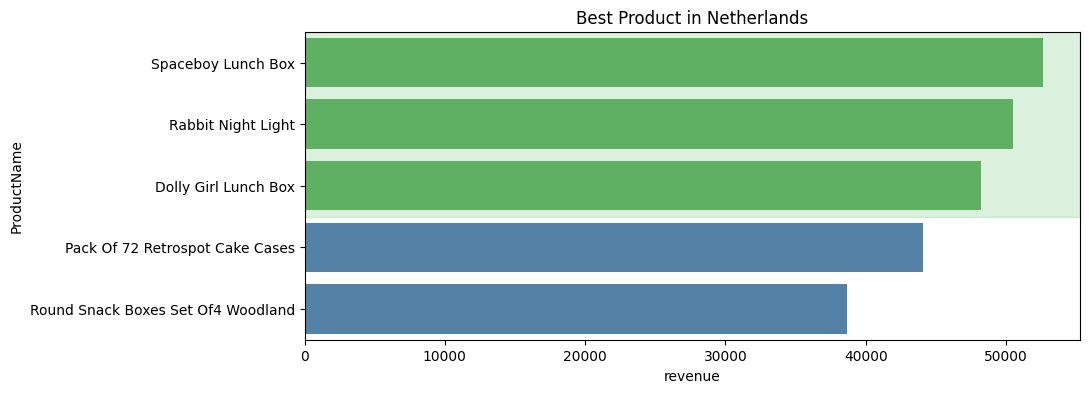 Best Product in Netherlands
ProductName
Spaceboy Lunch Box
Rabbit Night Light
Dolly Girl Lunch Box
Pack Of 72 Retrospot Cake Cases
Round Snack Boxes Set Of4 Woodland
0 10000 20000 30000 40000 50000
revenue